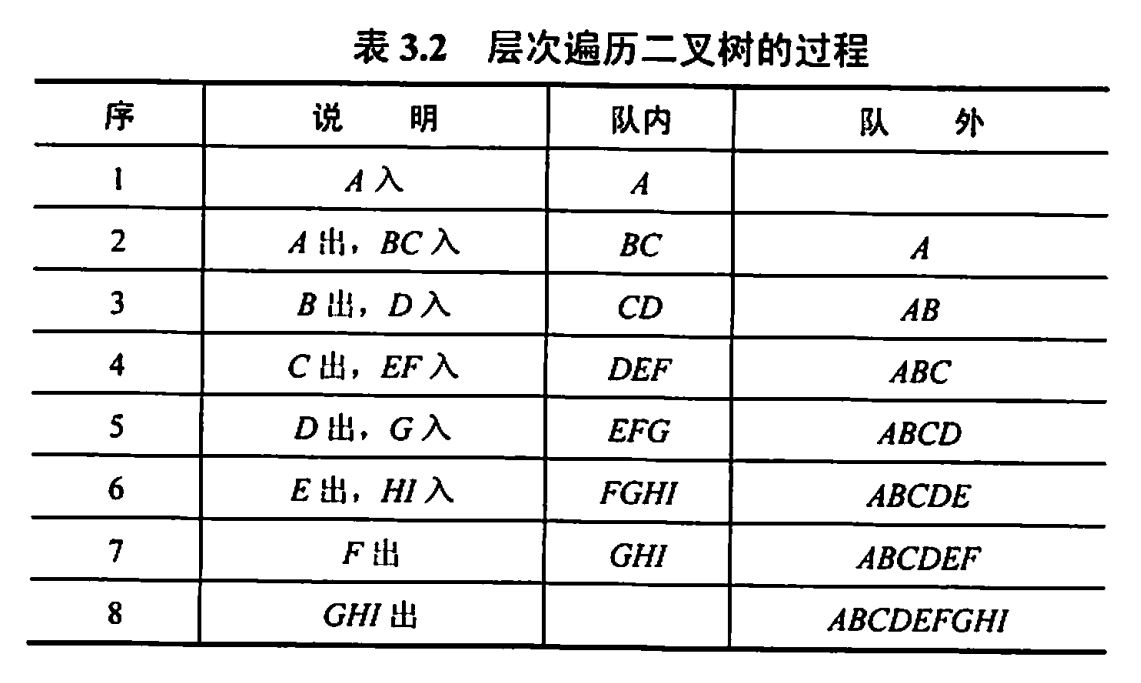 表 3.2 层次遍历二叉树的过程
序 说 明 队内 队 外
1 A 入 A
2 A 出，BC 入 BC A
3 B 出，D 入 CD AB
4 C 出，EF 入 DEF ABC
5 D 出，G 入 EFG ABCD
6 E 出，HI 入 FGHI ABCDE
7 F 出 GHI ABCDEF
8 GHI 出 ABCDEFGHI